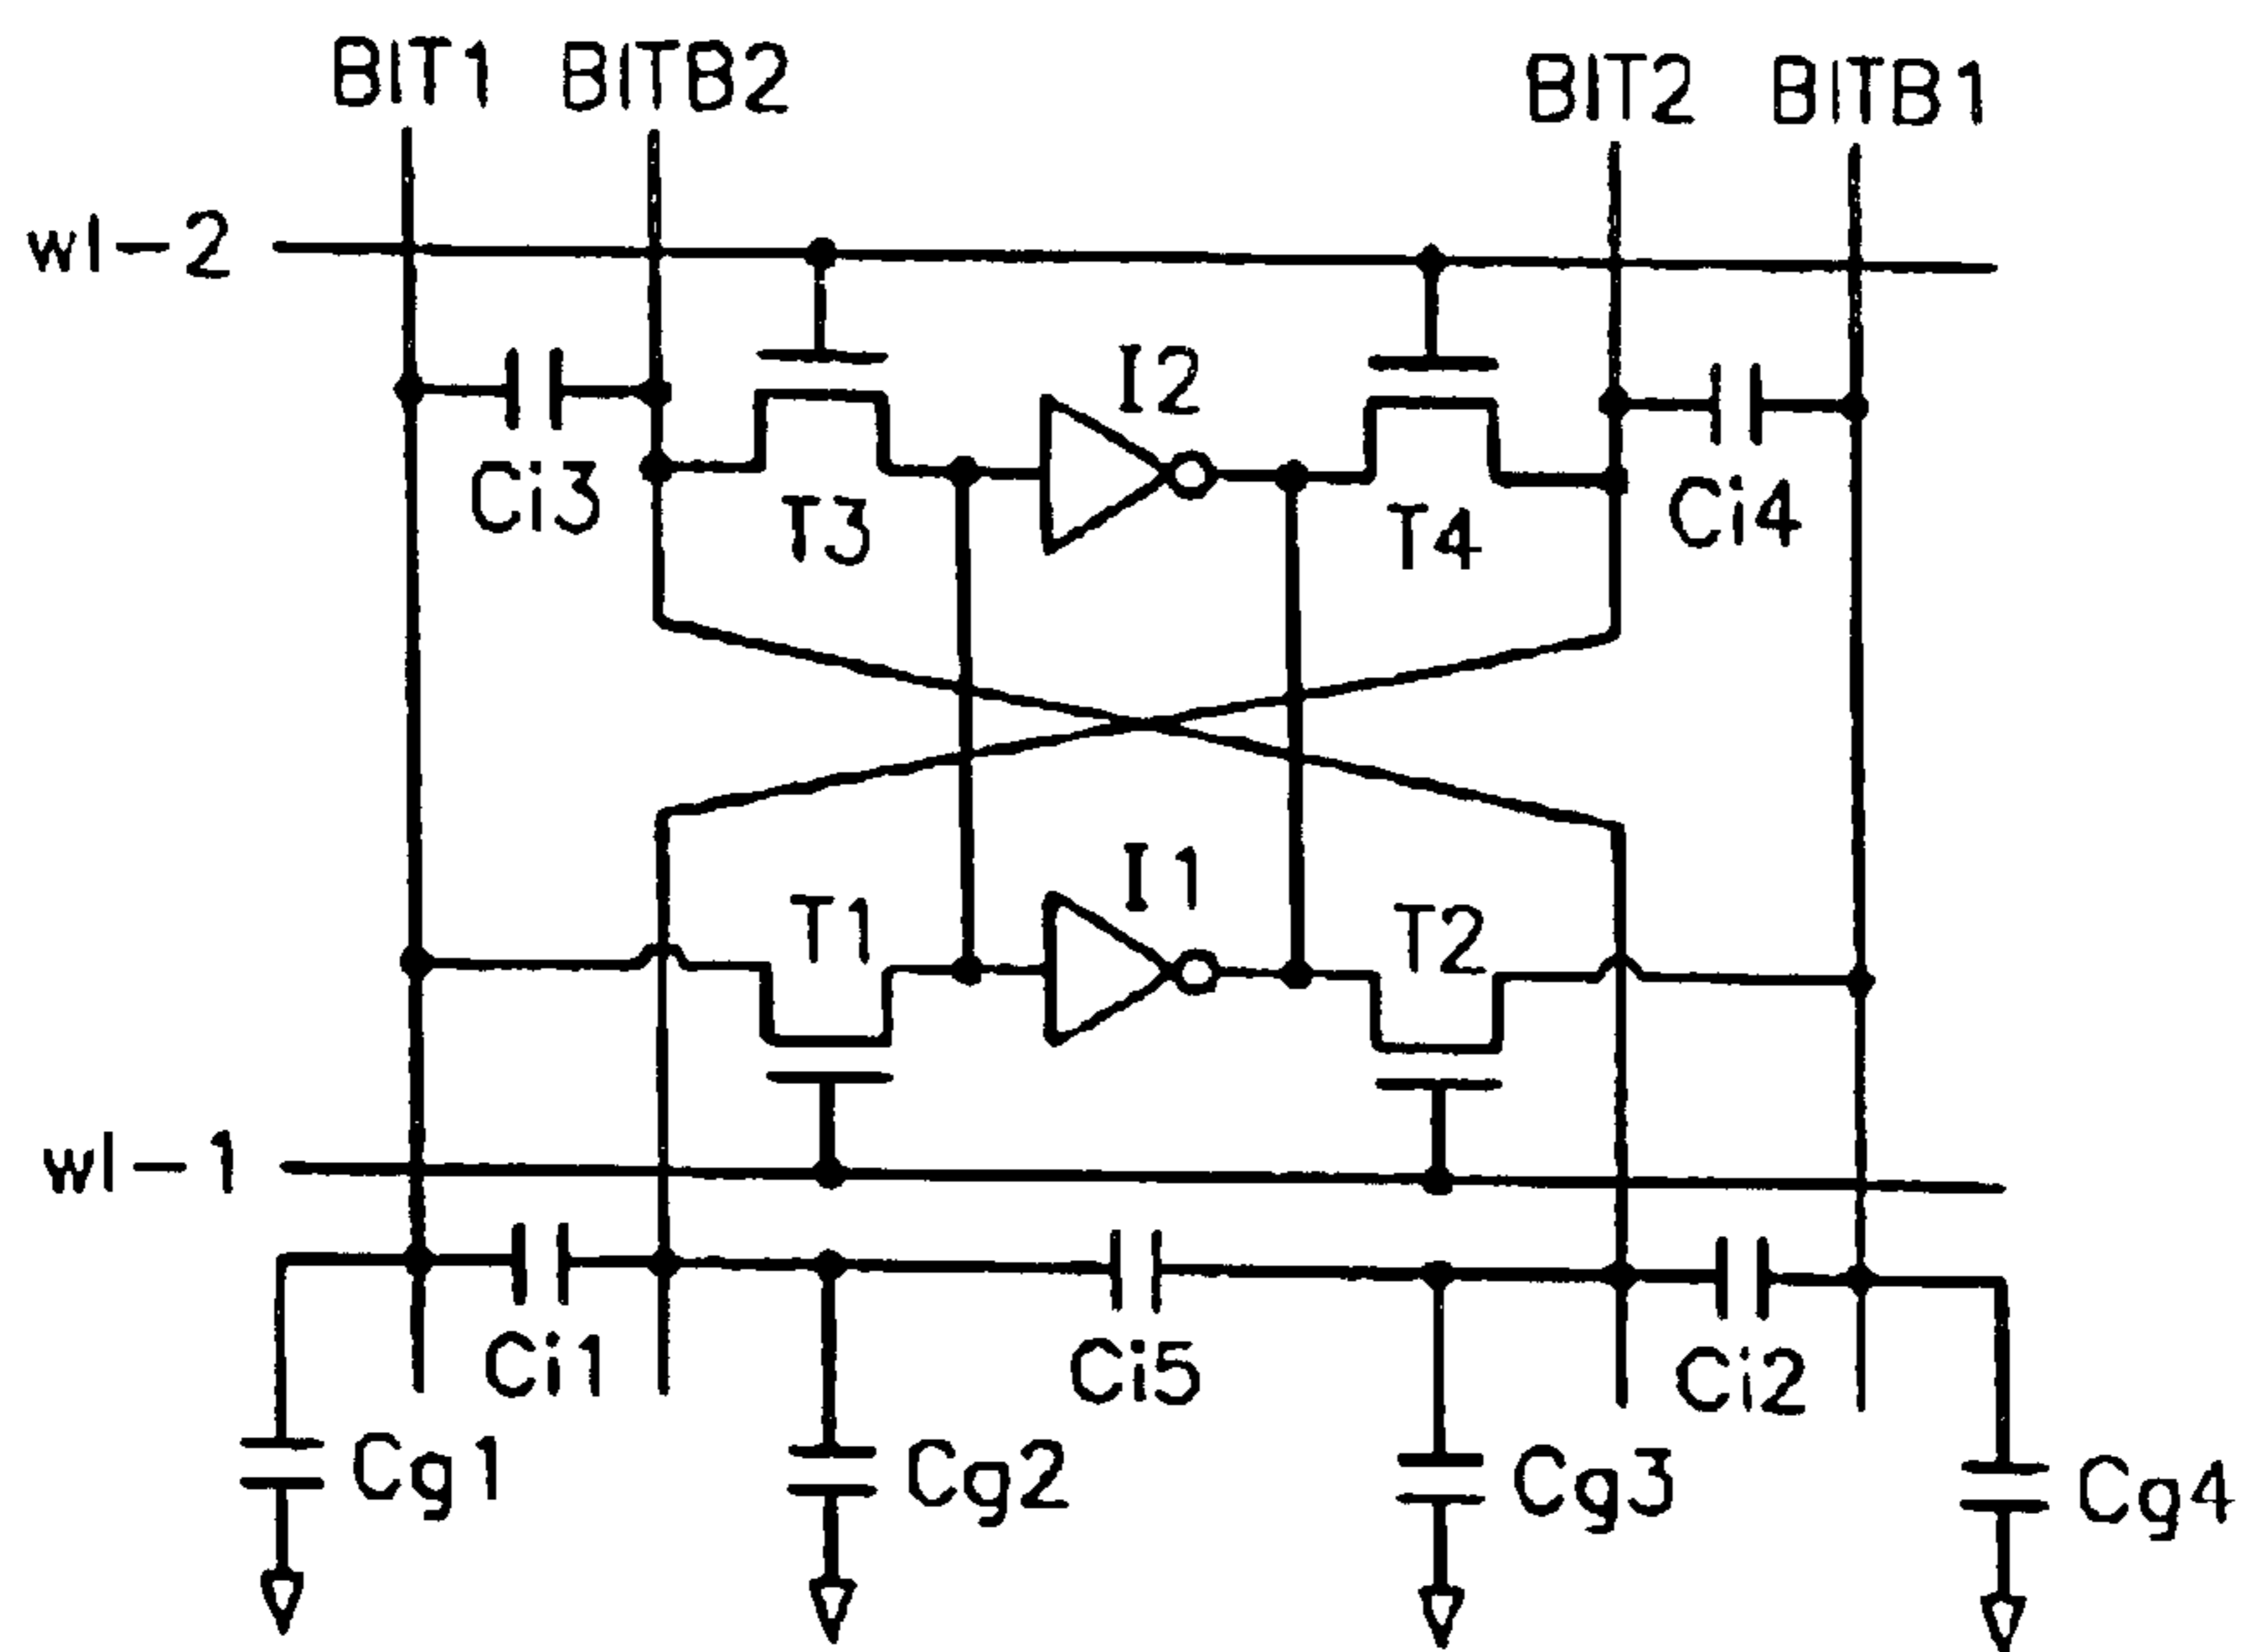 BIT1 BITB2 BIT2 BITB1
wl-2
I2
Ci3 T3 T4 Ci4
I1
T1 T2
wl-1
Ci1 Ci5 Ci2
Cg1 Cg2 Cg3 Cg4